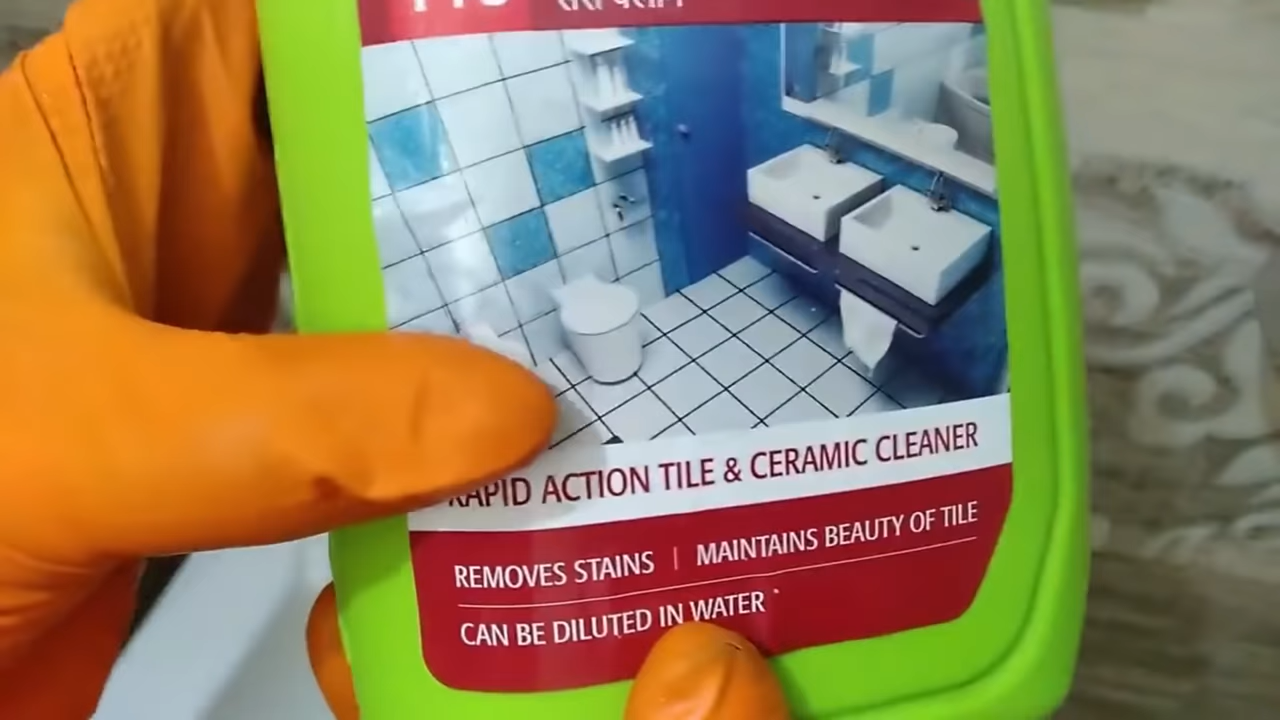 RAPID ACTION TILE & CERAMIC CLEANER
REMOVES STAINS | MAINTAINS BEAUTY OF TILE
CAN BE DILUTED IN WATER